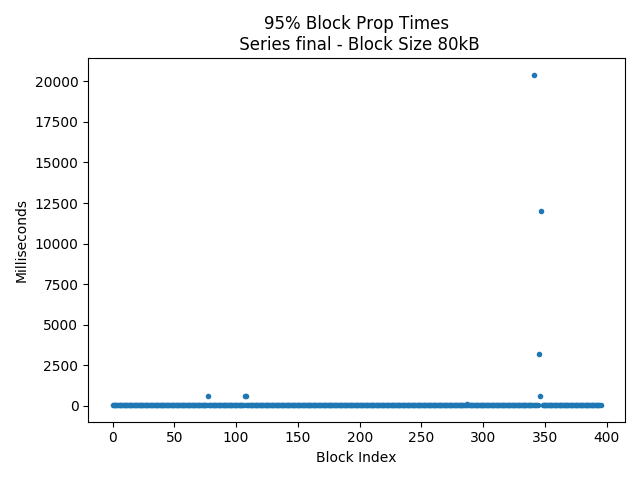 95% Block Prop Times
Series final - Block Size 80kB
20000
17500
15000
12500
10000
7500
5000
2500
0
Milliseconds
0 50 100 150 200 250 300 350 400
Block Index